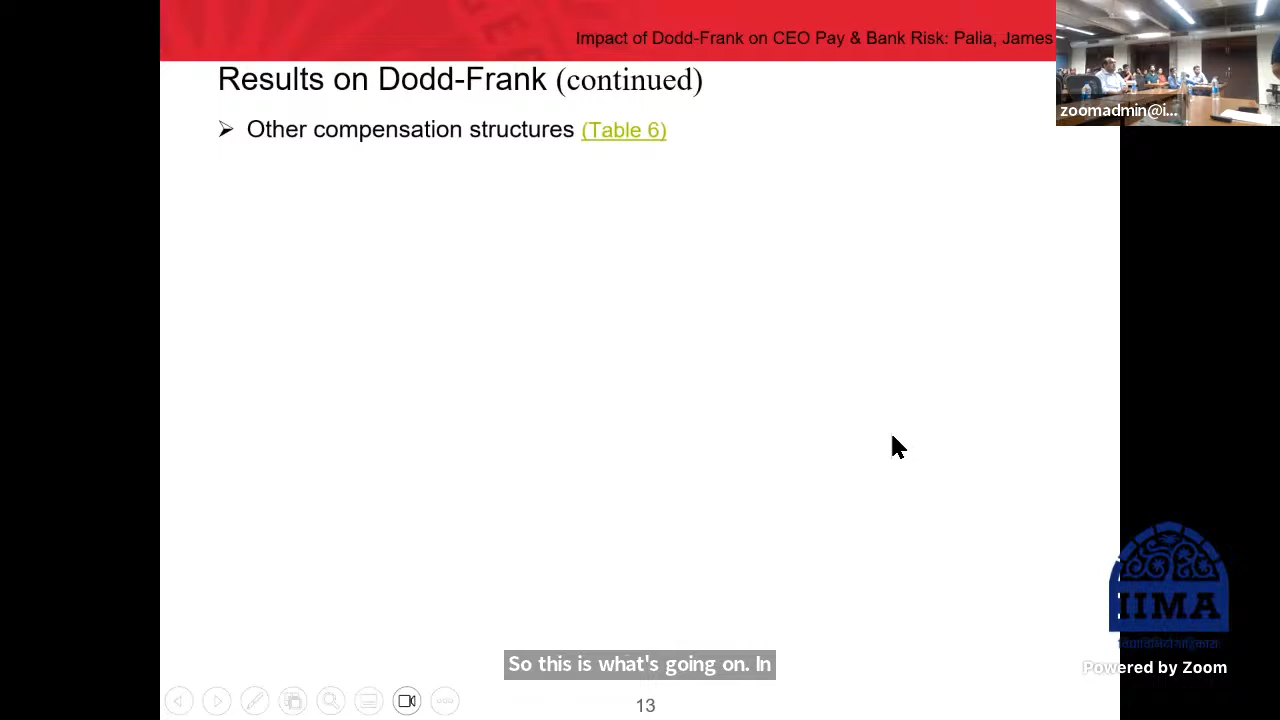 Impact of Dodd-Frank on CEO Pay & Bank Risk: Palia, James
zoomadmin@i...
Results on Dodd-Frank (continued)
➢ Other compensation structures (Table 6)
IIMA
Powered by Zoom
So this is what's going on. In
13